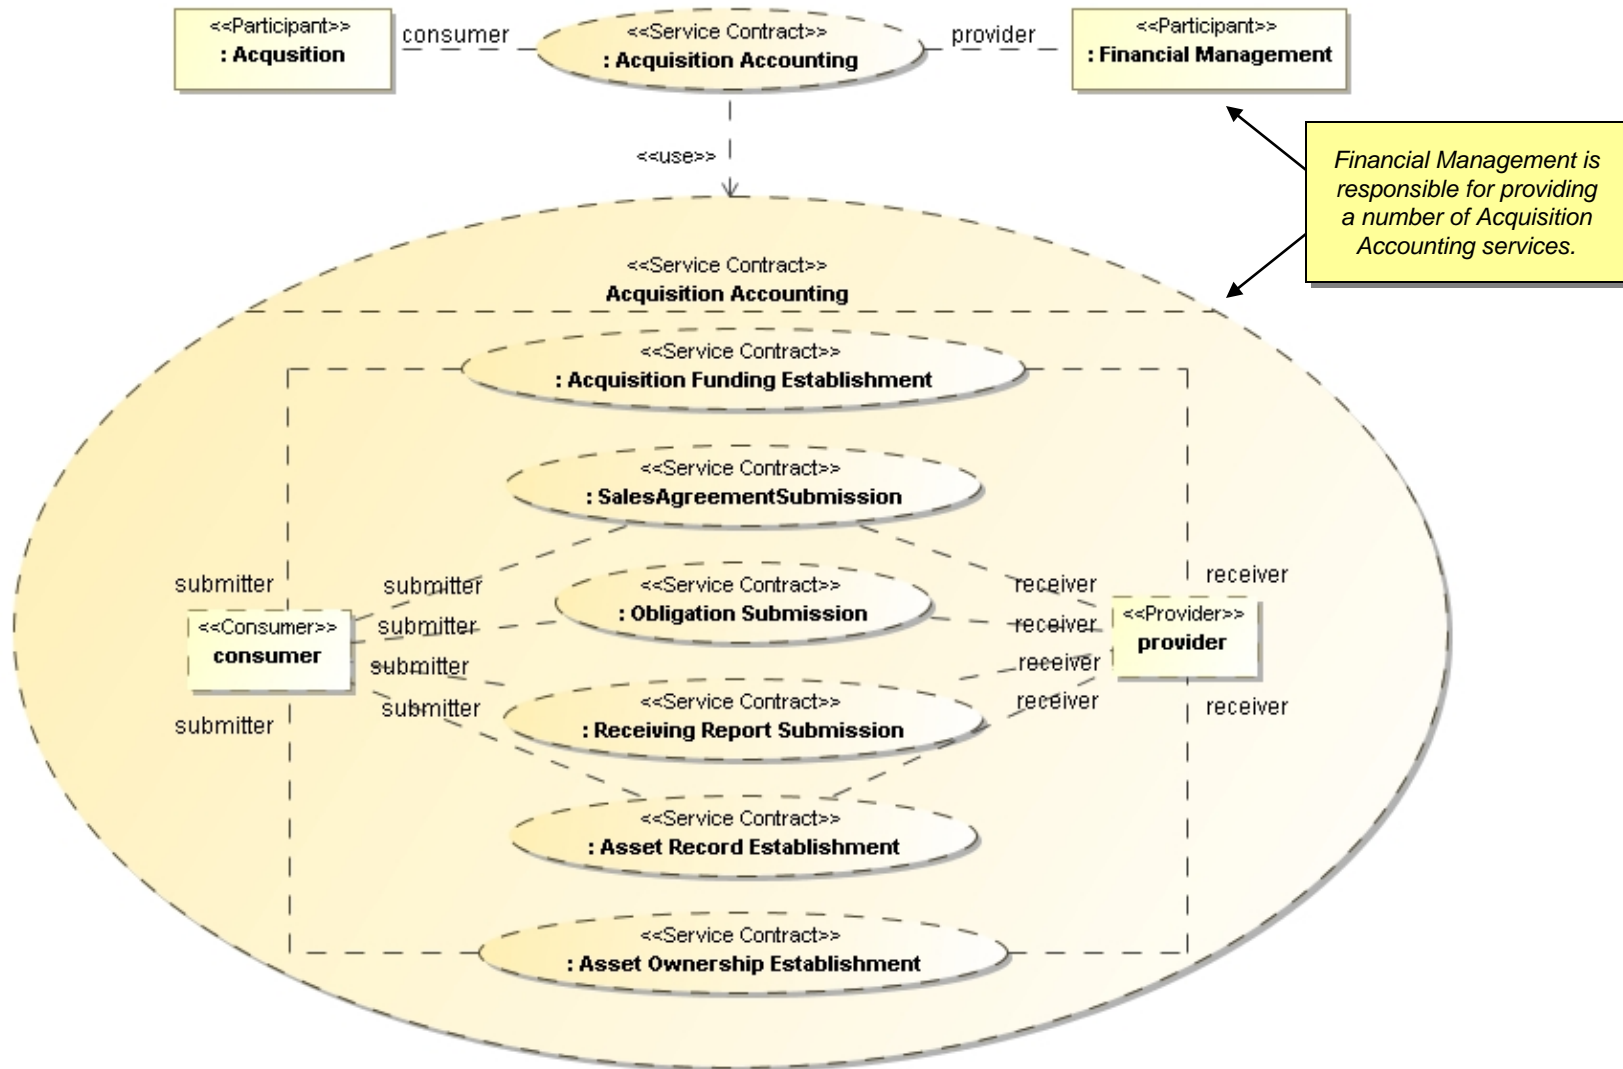 <<Participant>>
: Acqusition
consumer
<<Service Contract>>
: Acquisition Accounting
provider
<<Participant>>
: Financial Management
<<use>>
Financial Management is
responsible for providing
a number of Acquisition
Accounting services.
<<Service Contract>>
Acquisition Accounting
<<Service Contract>>
: Acquisition Funding Establishment
<<Service Contract>>
: SalesAgreementSubmission
submitter
submitter
<<Service Contract>>
: Obligation Submission
receiver
receiver
<<Consumer>>
consumer
submitter
receiver
<<Provider>>
provider
submitter
receiver
submitter
submitter
<<Service Contract>>
: Receiving Report Submission
receiver
receiver
<<Service Contract>>
: Asset Record Establishment
<<Service Contract>>
: Asset Ownership Establishment